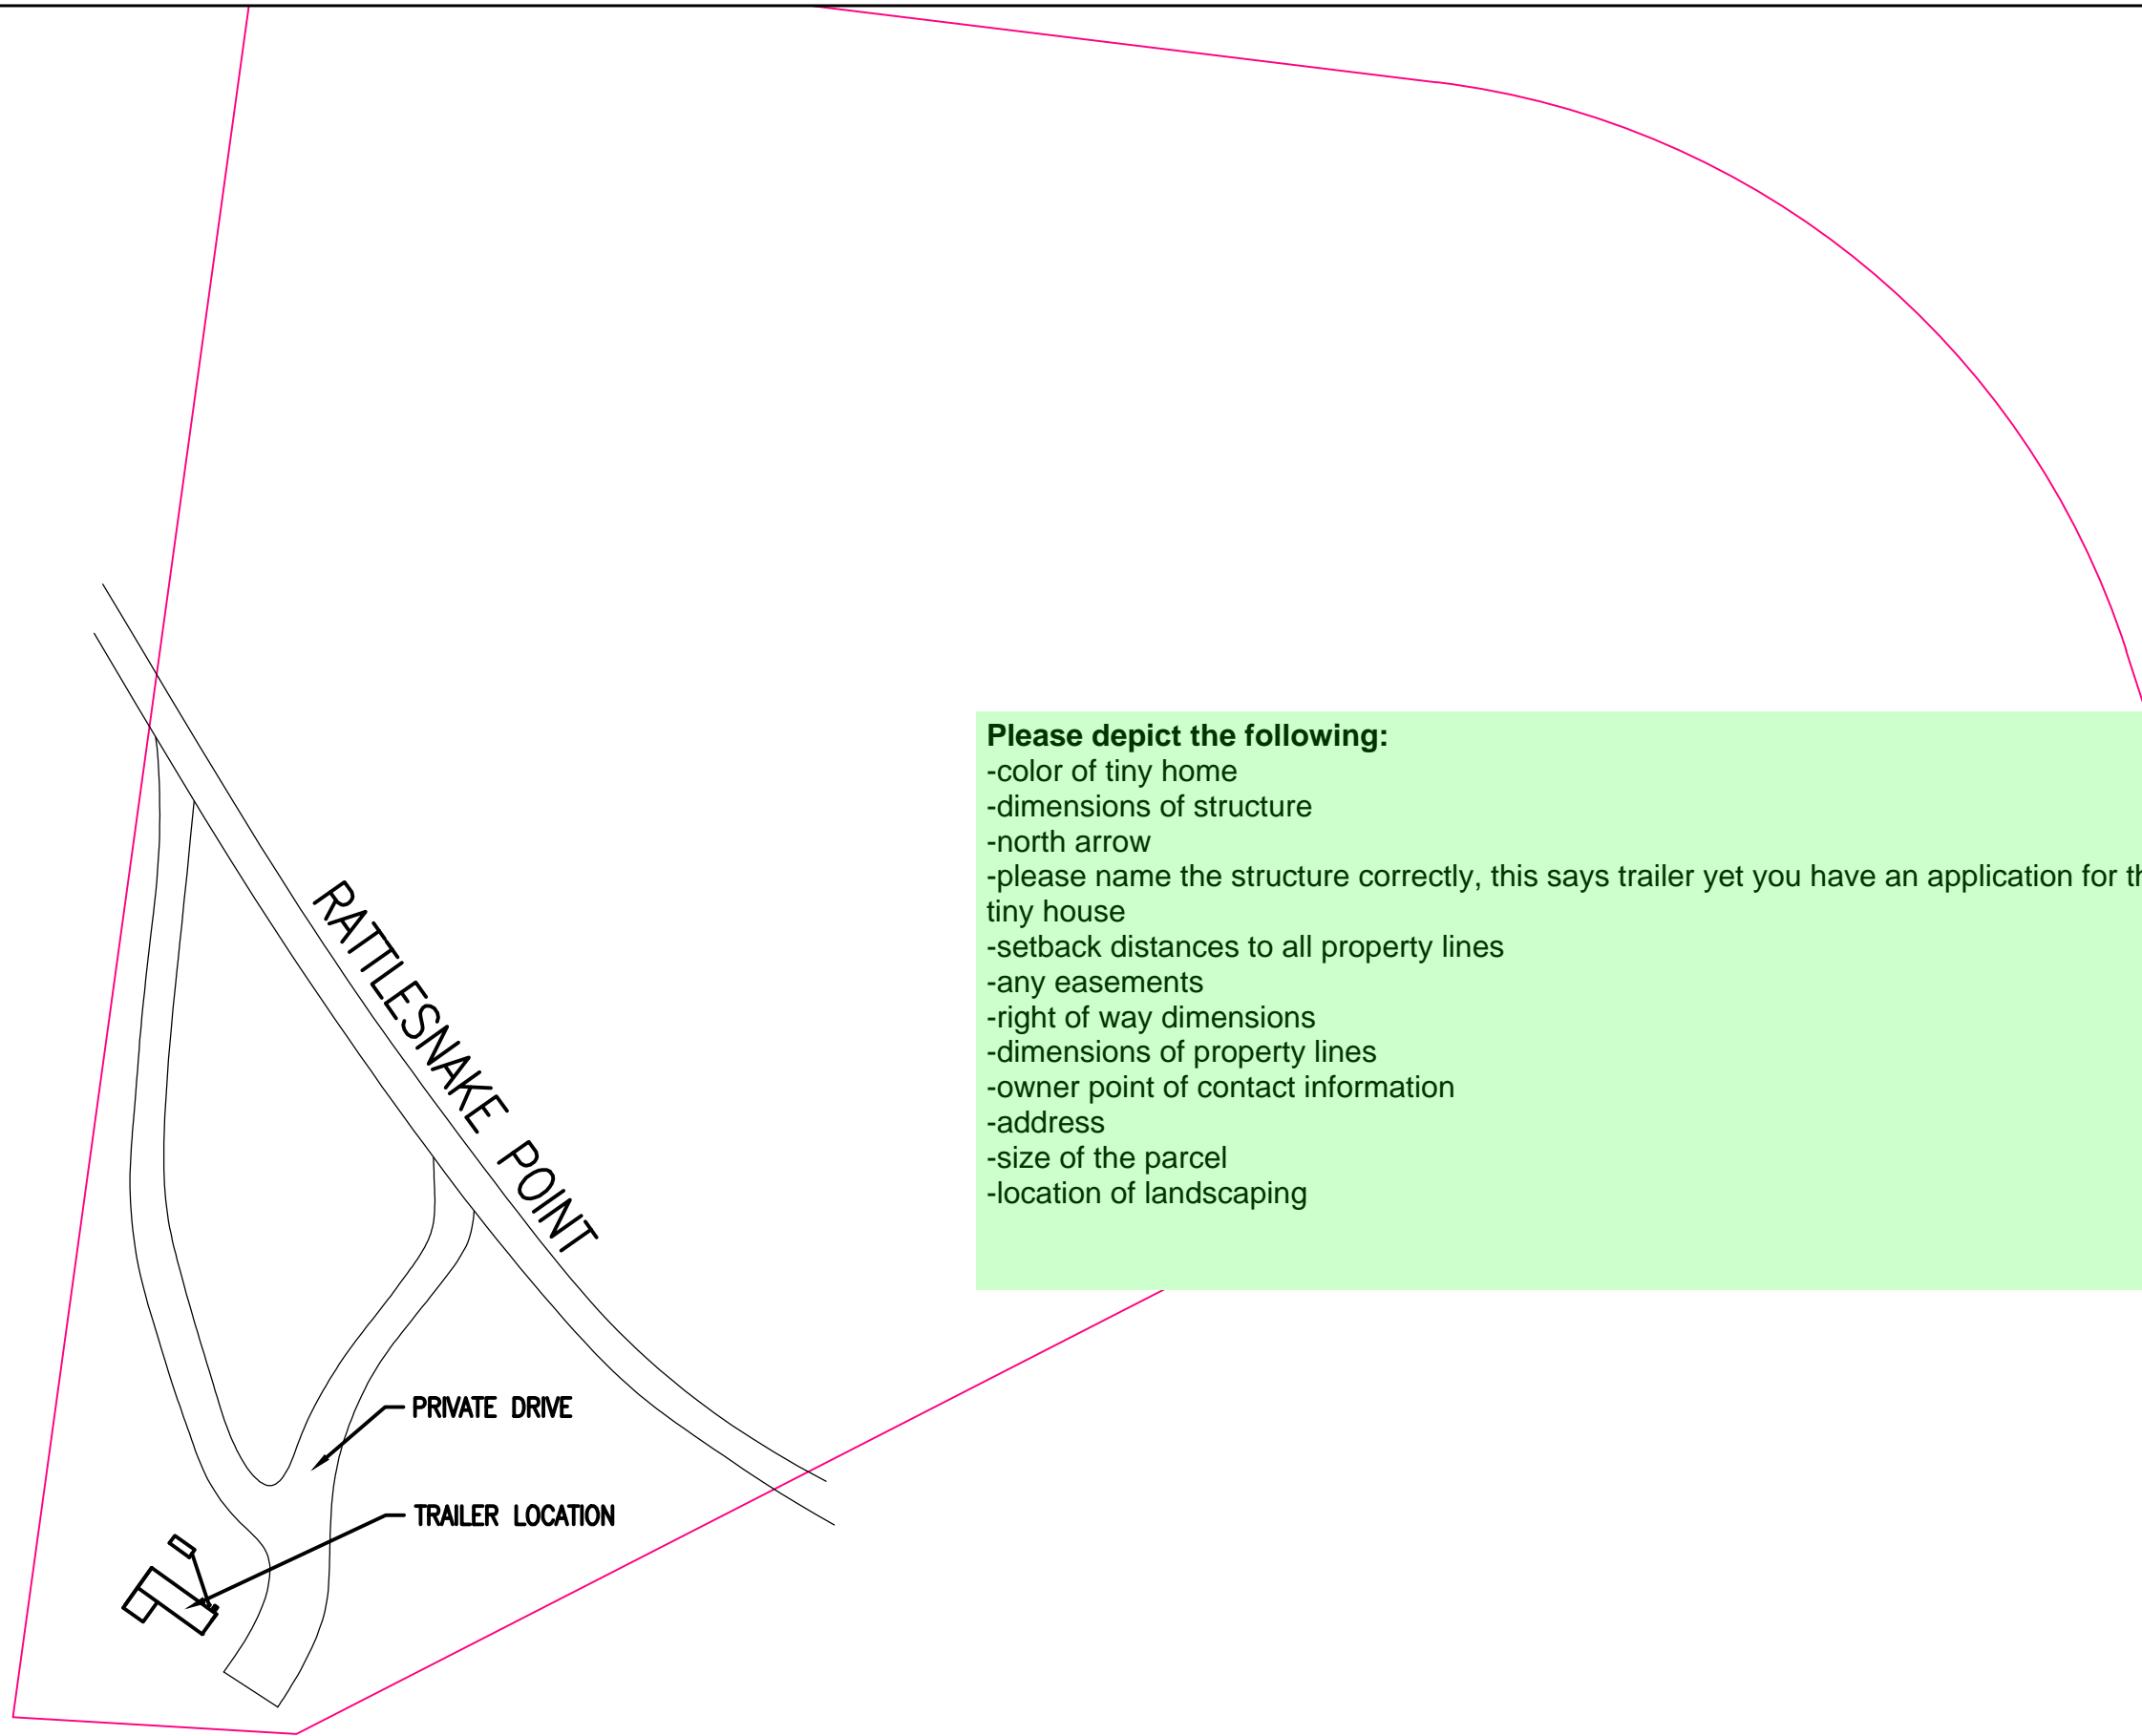 Please depict the following:
-color of tiny home
-dimensions of structure
-north arrow
-please name the structure correctly, this says trailer yet you have an application for
tiny house
-setback distances to all property lines
-any easements
-right of way dimensions
-dimensions of property lines
-owner point of contact information
-address
-size of the parcel
-location of landscaping
RATTLESNAKE POINT
PRIVATE DRIVE
TRAILER LOCATION